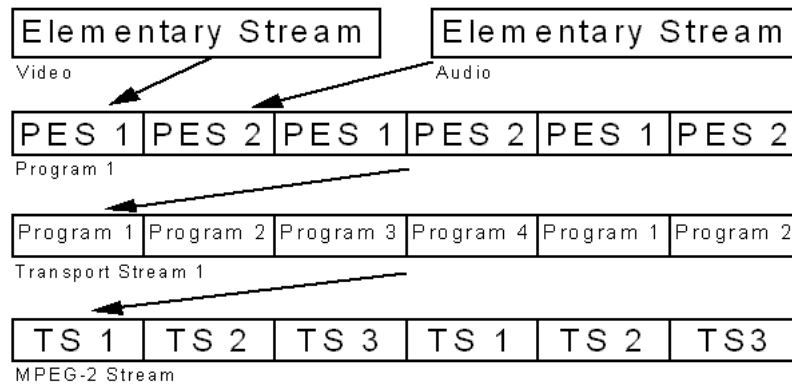 Elementary Stream Elementary Stream
Video Audio
PES 1 PES 2 PES 1 PES 2 PES 1 PES 2
Program 1
Program 1 Program 2 Program 3 Program 4 Program 1 Program 2
Transport Stream 1
TS 1 TS 2 TS 3 TS 1 TS 2 TS3
MPEG-2 Stream